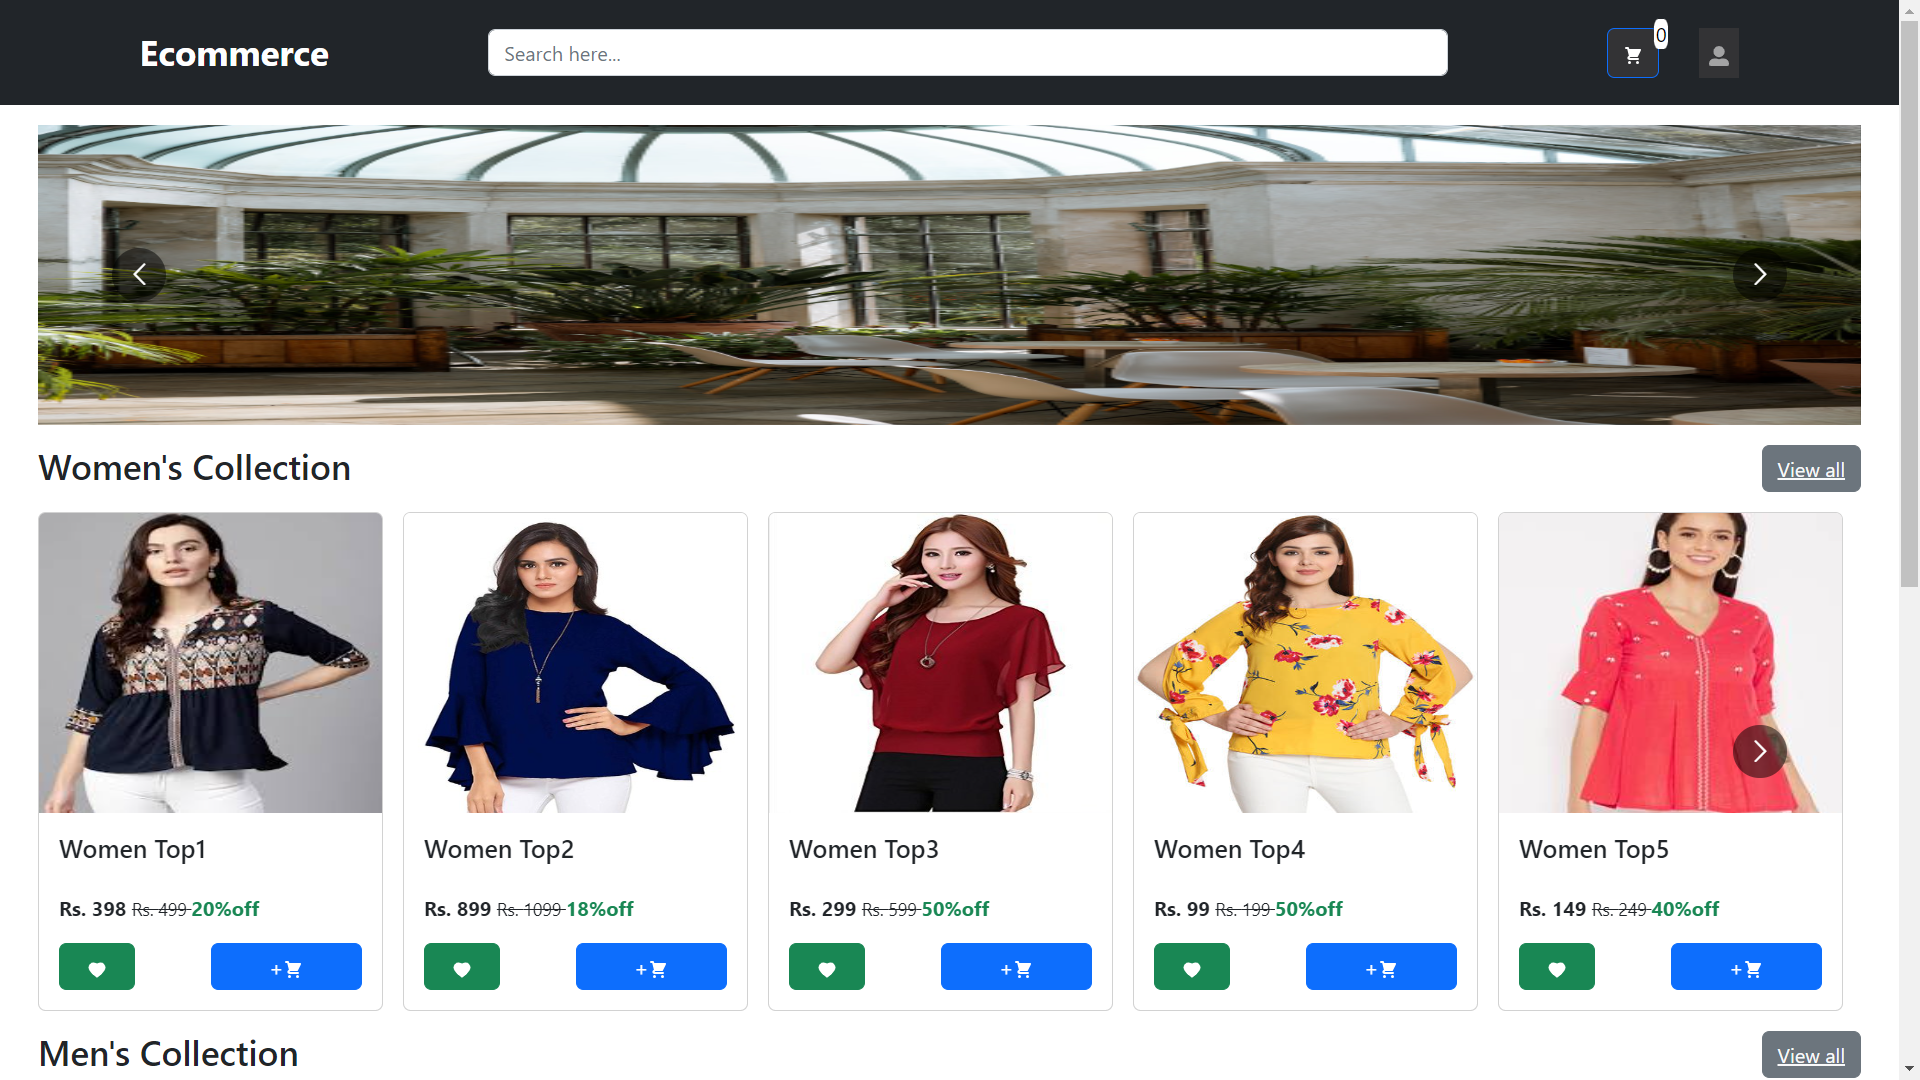 Ecommerce
Search here...
0
Women's Collection
View all
Women Top1
Rs. 398 Rs. 499 20%off
+
Women Top2
Rs. 899 Rs. 1099 18%off
+
Women Top3
Rs. 299 Rs. 599 50%off
+
Women Top4
Rs. 99 Rs. 199 50%off
+
Women Top5
Rs. 149 Rs. 249 40%off
+
Men's Collection
View all